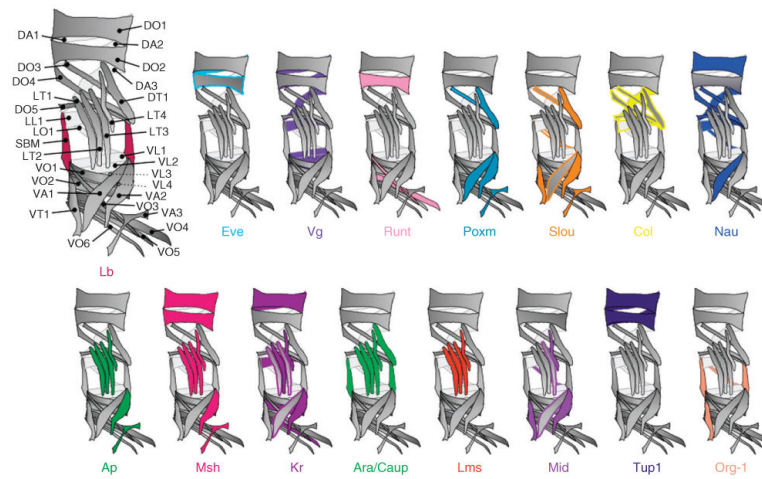 DO1
DA1
DA2
DO3
DO2
DO4
DA3
LT1
DT1
DO5
LT4
LL1
LO1
LT3
SBM
LT2
VL1
VL2
VO1
VL3
VO2
VL4
VA1
VA2
VO3
VT1
VA3
VO4
VO6
VO5
Lb
Eve
Vg
Runt
Poxm
Slou
Col
Nau
Ap
Msh
Kr
Ara/Caup
Lms
Mid
Tup1
Org-1